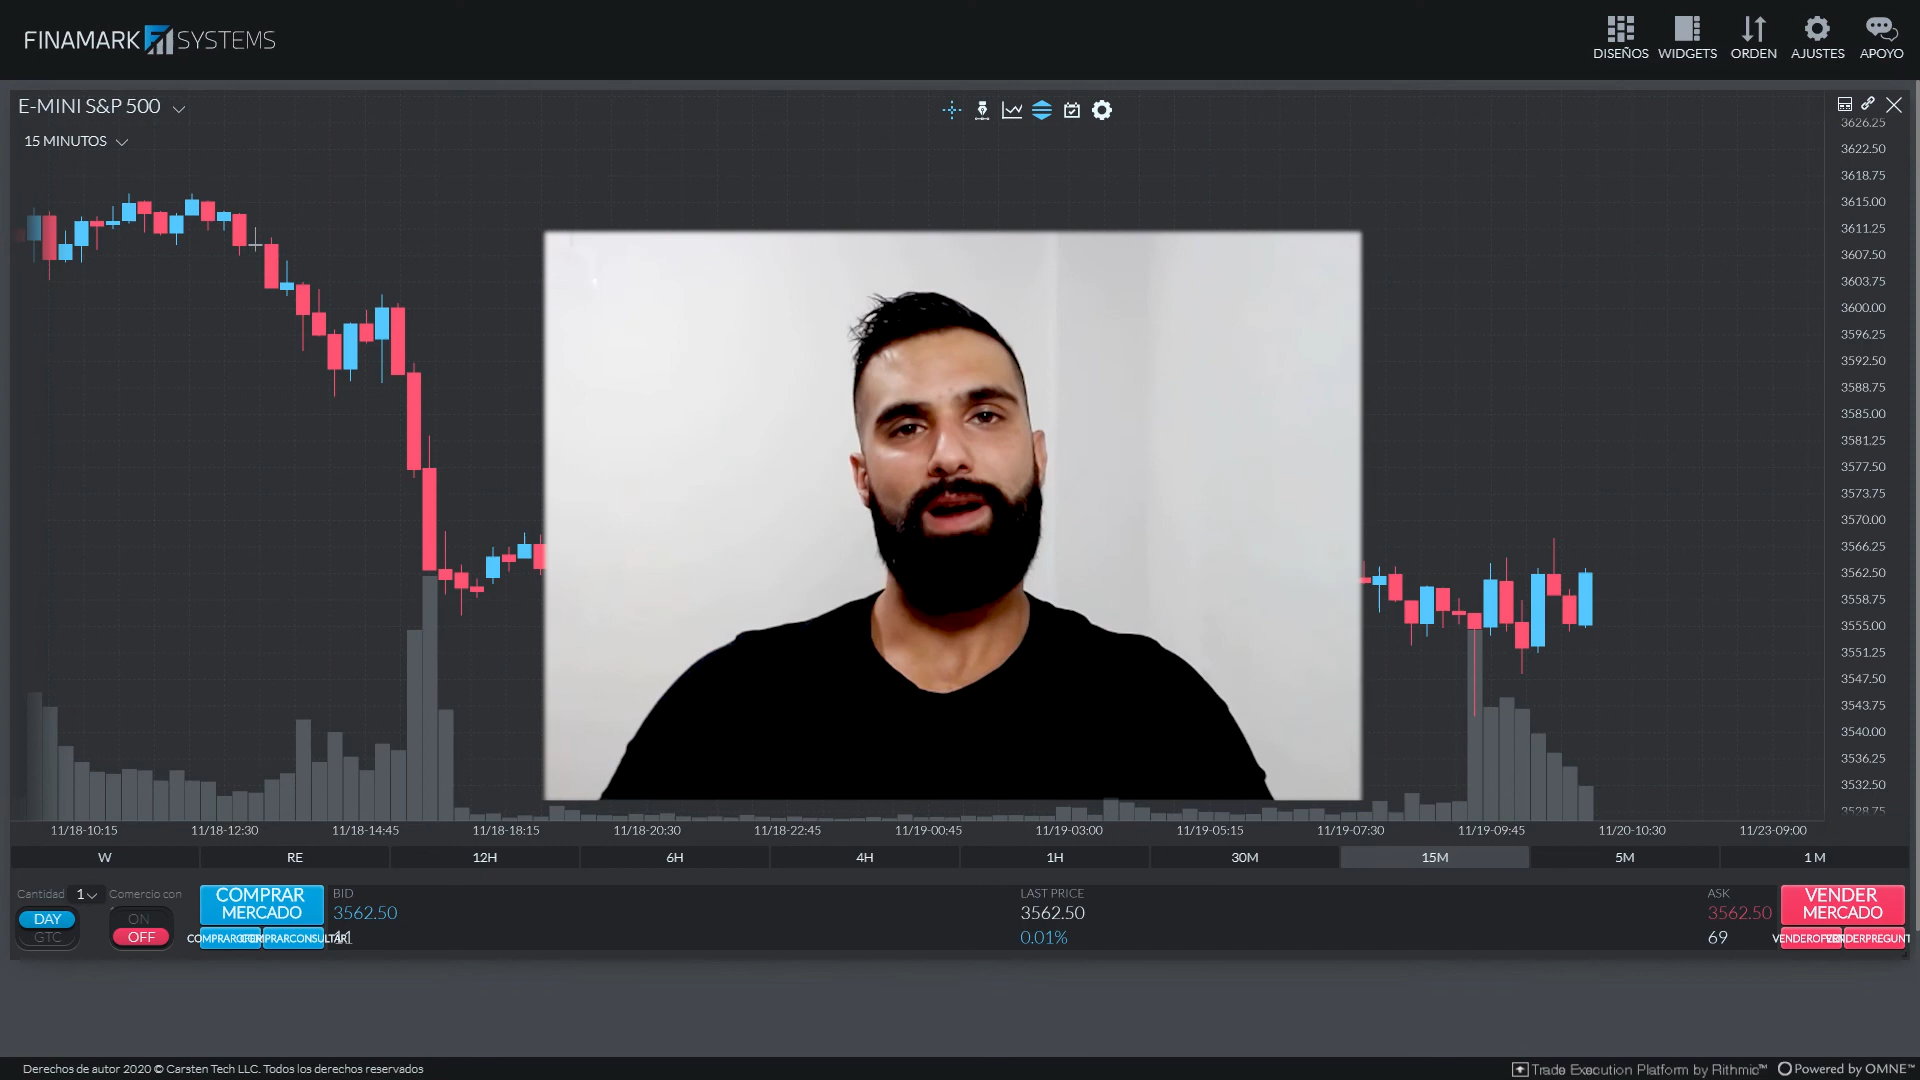 FINAMARK SYSTEMS
DISEÑOS WIDGETS ORDEN AJUSTES APOYO
E-MINI S&P 500
15 MINUTOS
3626.25
3622.50
3618.75
3615.00
3611.25
3607.50
3603.75
3600.00
3596.25
3592.50
3588.75
3585.00
3581.25
3577.50
3573.75
3570.00
3566.25
3562.50
3558.75
3555.00
3551.25
3547.50
3543.75
3540.00
3536.25
3532.50
3528.75
11/18-10:15 11/18-12:30 11/18-14:45 11/18-18:15 11/18-20:30 11/18-22:45 11/19-00:45 11/19-03:00 11/19-05:15 11/19-07:30 11/19-09:45 11/20-10:30 11/23-09:00
W RE 12H 6H 4H 1H 30M 15M 5M 1 M
Cantidad 1 Comercio con
DAY
GTC
ON
OFF
COMPRAR
MERCADO
BID
3562.50
LAST PRICE
3562.50
0.01%
ASK
3562.50
69
VENDER
MERCADO
Derechos de autor 2020 © Carsten Tech LLC. Todos los derechos reservados
Trade Execution Platform by Rithmic™ Powered by OMNE™